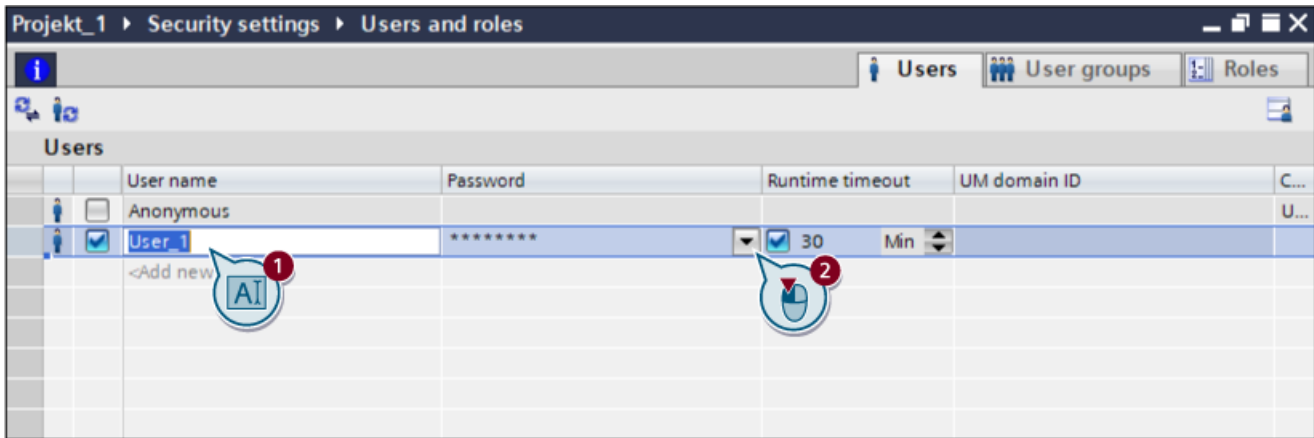 Projekt_1 ▸ Security settings ▸ Users and roles
Users User groups Roles
Users
User name Password Runtime timeout UM domain ID C...
Anonymous U...
User_1 ******** 30 Min
<Add new
1
2
AI